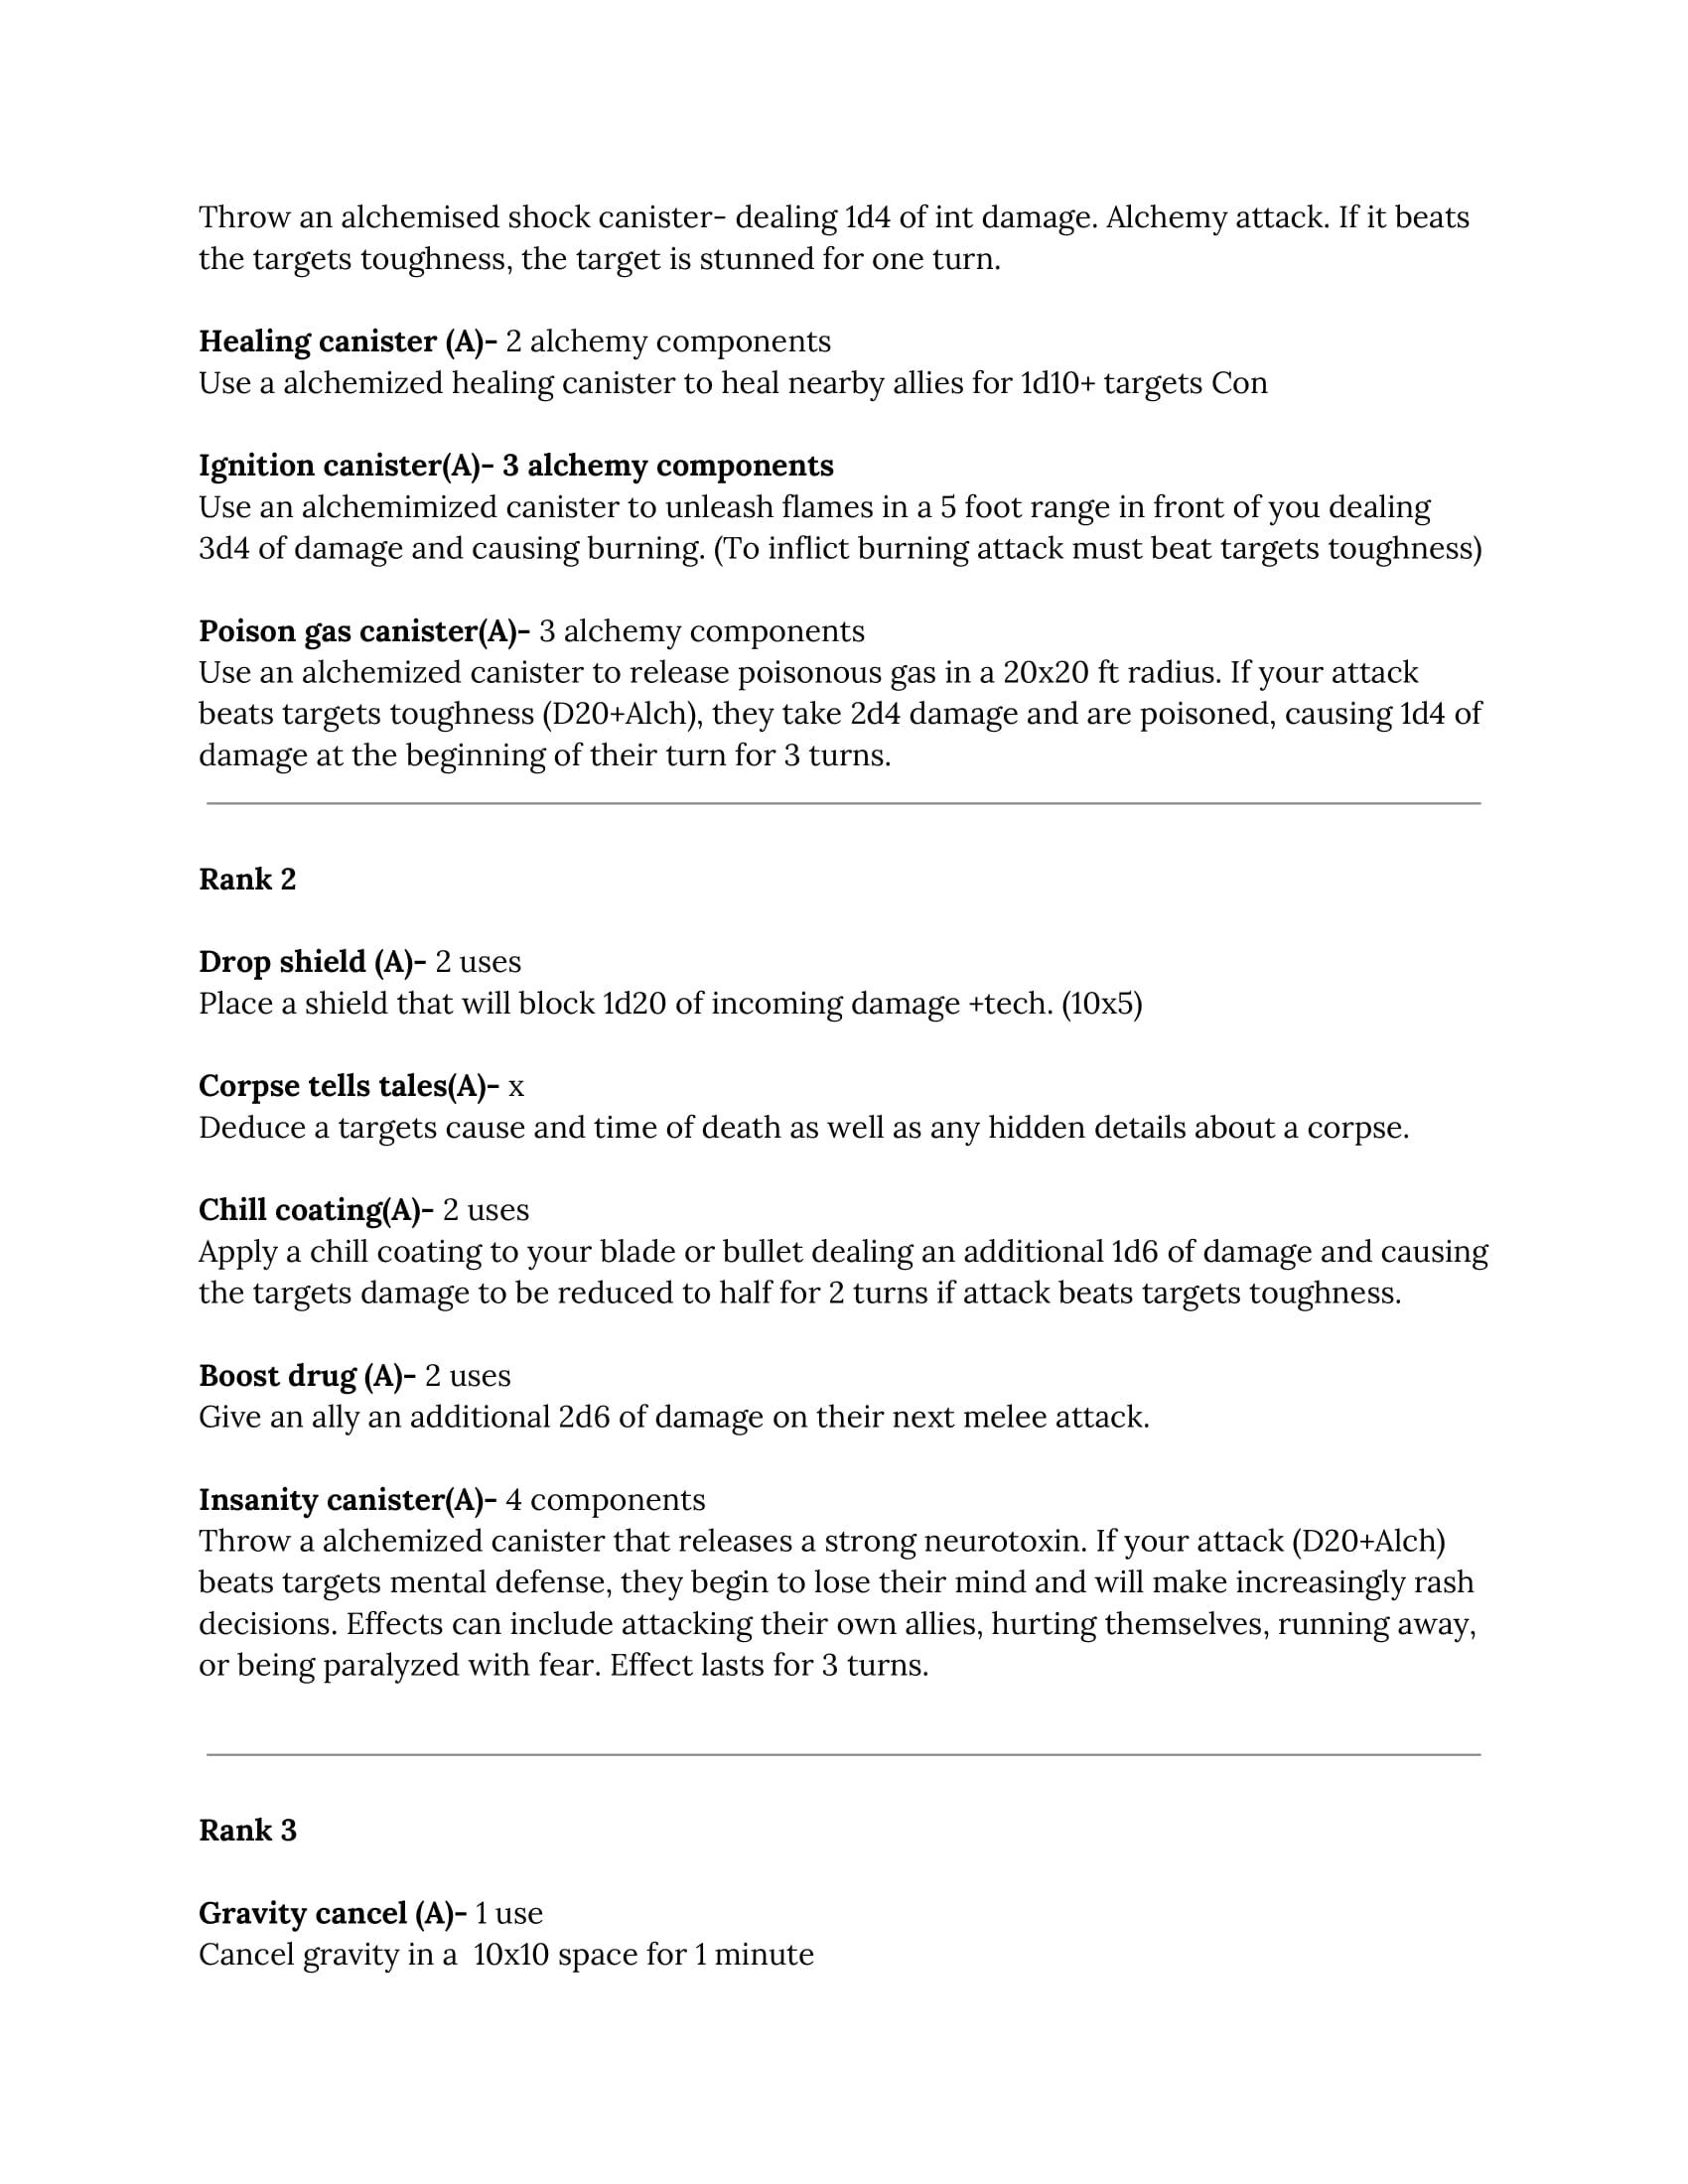 Throw an alchemised shock canister- dealing 1d4 of int damage. Alchemy attack. If it beats
the targets toughness, the target is stunned for one turn.
Healing canister (A)- 2 alchemy components
Use a alchemized healing canister to heal nearby allies for 1d10+ targets Con
Ignition canister(A)- 3 alchemy components
Use an alchemimized canister to unleash flames in a 5 foot range in front of you dealing
3d4 of damage and causing burning. (To inflict burning attack must beat targets toughness)
Poison gas canister(A)- 3 alchemy components
Use an alchemized canister to release poisonous gas in a 20x20 ft radius. If your attack
beats targets toughness (D20+Alch), they take 2d4 damage and are poisoned, causing 1d4 of
damage at the beginning of their turn for 3 turns.
Rank 2
Drop shield (A)- 2 uses
Place a shield that will block 1d20 of incoming damage +tech. (10x5)
Corpse tells tales(A)- x
Deduce a targets cause and time of death as well as any hidden details about a corpse.
Chill coating(A)- 2 uses
Apply a chill coating to your blade or bullet dealing an additional 1d6 of damage and causing
the targets damage to be reduced to half for 2 turns if attack beats targets toughness.
Boost drug (A)- 2 uses
Give an ally an additional 2d6 of damage on their next melee attack.
Insanity canister(A)- 4 components
Throw a alchemized canister that releases a strong neurotoxin. If your attack (D20+Alch)
beats targets mental defense, they begin to lose their mind and will make increasingly rash
decisions. Effects can include attacking their own allies, hurting themselves, running away,
or being paralyzed with fear. Effect lasts for 3 turns.
Rank 3
Gravity cancel (A)- 1 use
Cancel gravity in a  10x10 space for 1 minute